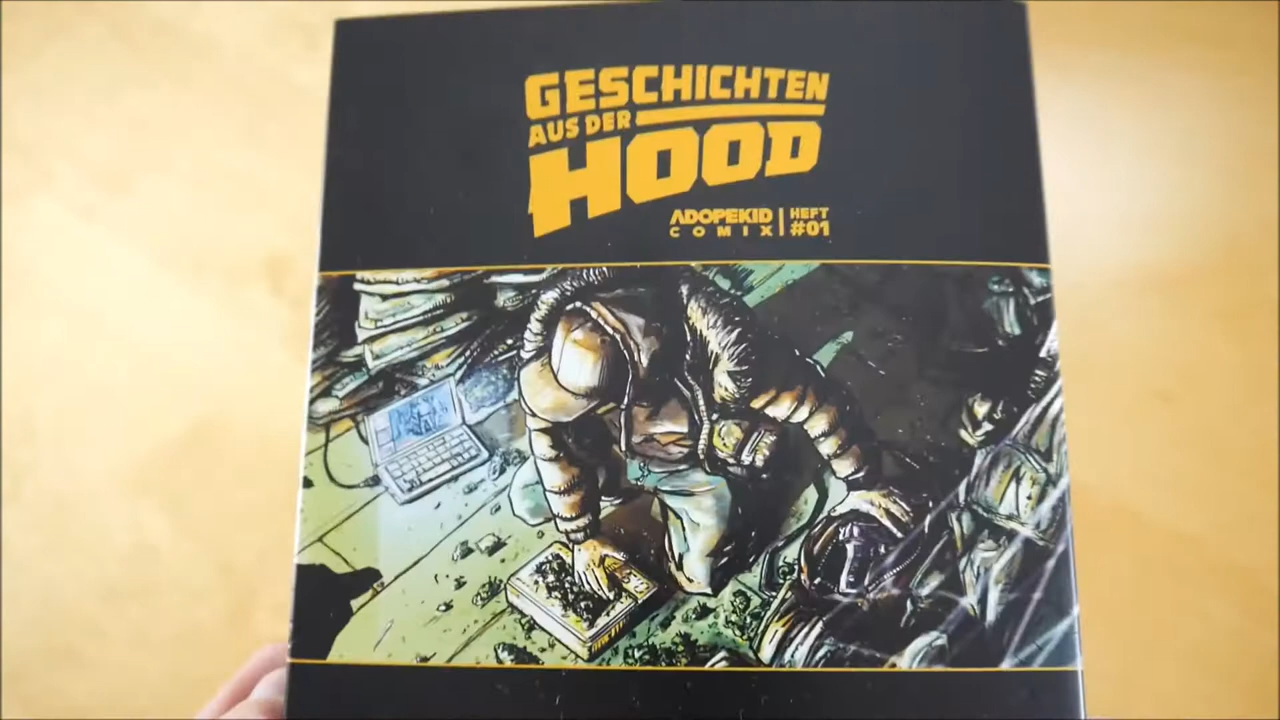 GESCHICHTEN
AUS DER
HOOD
ADOPEKID
COMIX
HEFT
#01